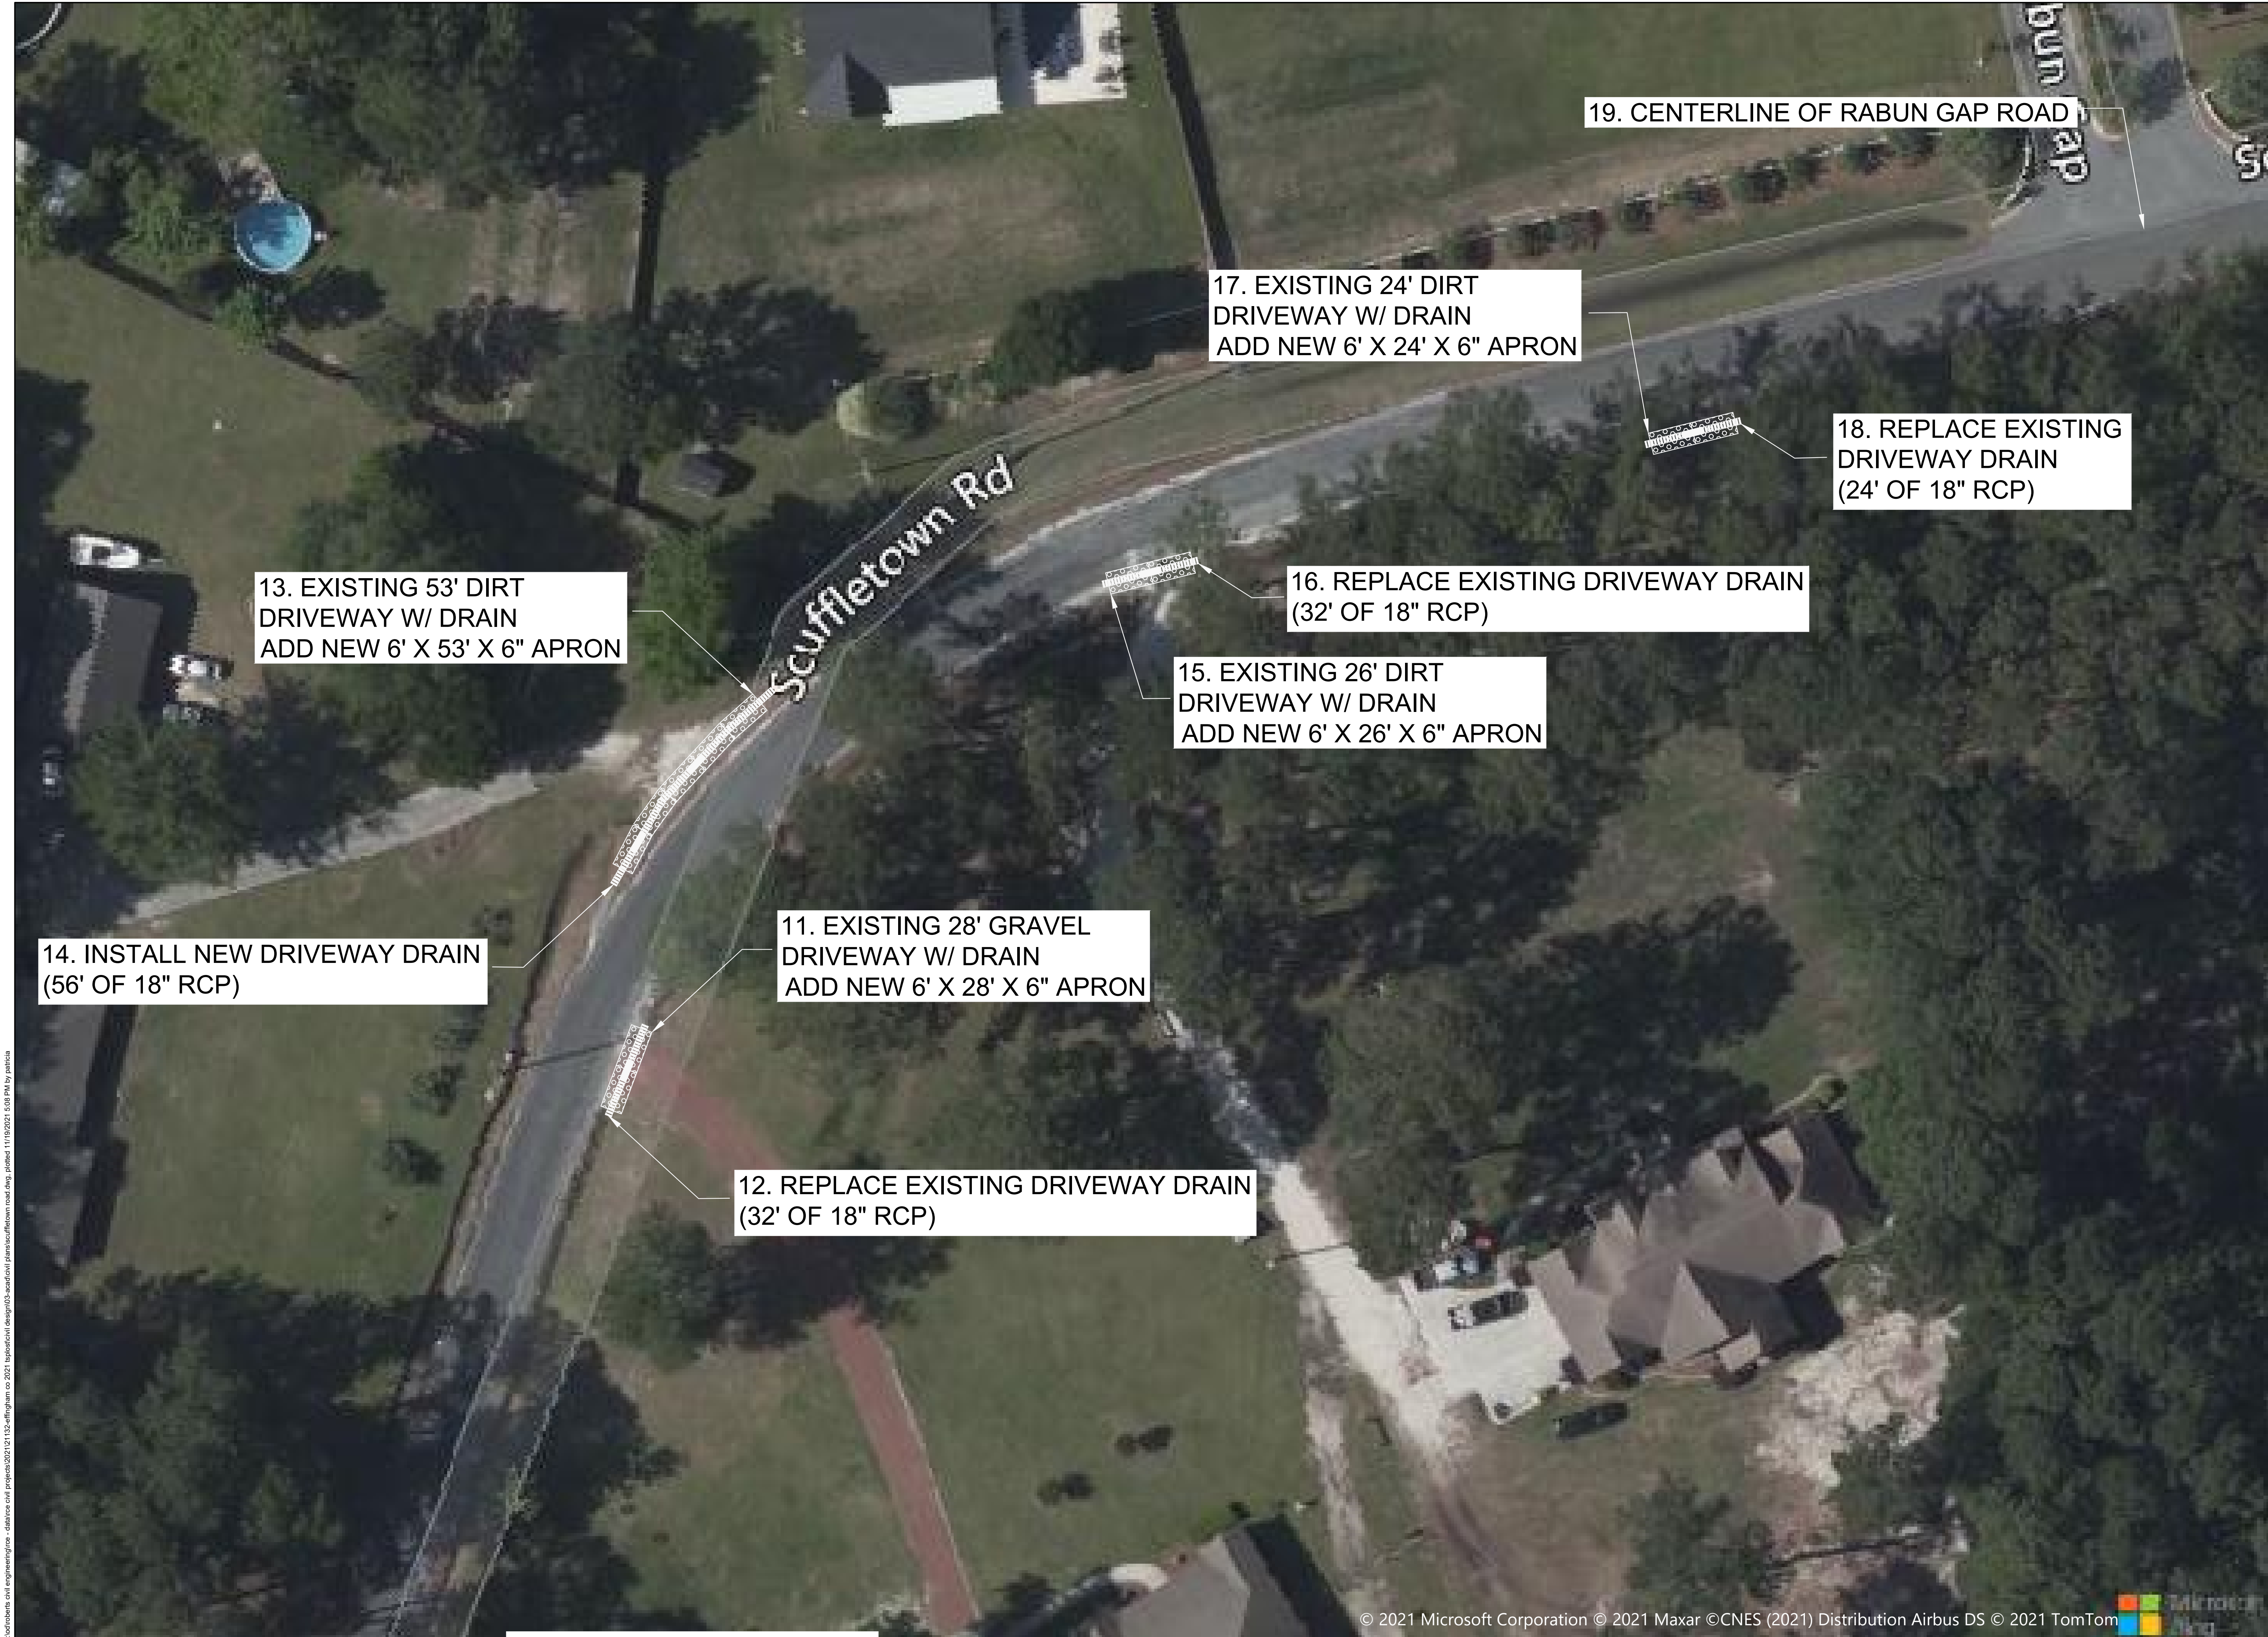 bun Gap
19. CENTERLINE OF RABUN GAP ROAD
17. EXISTING 24' DIRT
DRIVEWAY W/ DRAIN
ADD NEW 6' X 24' X 6" APRON
18. REPLACE EXISTING
DRIVEWAY DRAIN
(24' OF 18" RCP)
Scuffletown Rd
13. EXISTING 53' DIRT
DRIVEWAY W/ DRAIN
ADD NEW 6' X 53' X 6" APRON
16. REPLACE EXISTING DRIVEWAY DRAIN
(32' OF 18" RCP)
15. EXISTING 26' DIRT
DRIVEWAY W/ DRAIN
ADD NEW 6' X 26' X 6" APRON
14. INSTALL NEW DRIVEWAY DRAIN
(56' OF 18" RCP)
11. EXISTING 28' GRAVEL
DRIVEWAY W/ DRAIN
ADD NEW 6' X 28' X 6" APRON
12. REPLACE EXISTING DRIVEWAY DRAIN
(32' OF 18" RCP)
© 2021 Microsoft Corporation © 2021 Maxar ©CNES (2021) Distribution Airbus DS © 2021 TomTom
Microsoft
Bing